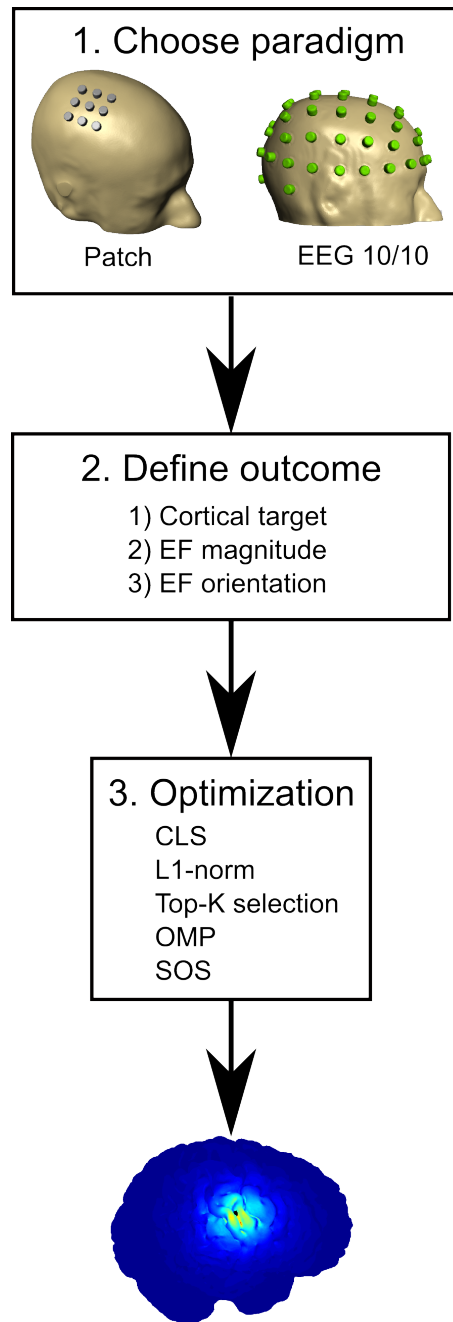 1. Choose paradigm
Patch
EEG 10/10
2. Define outcome
1) Cortical target
2) EF magnitude
3) EF orientation
3. Optimization
CLS
L1-norm
Top-K selection
OMP
SOS